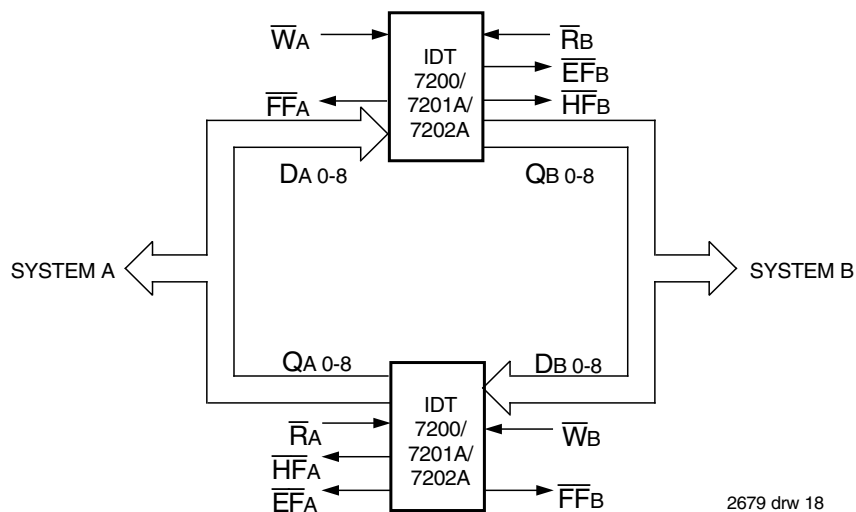 W̅A
IDT
7200/
7201A/
7202A
R̅B
E̅F̅B
F̅F̅A
H̅F̅B
DA 0-8
QB 0-8
SYSTEM A
SYSTEM B
QA 0-8
DB 0-8
IDT
7200/
7201A/
7202A
R̅A
W̅B
H̅F̅A
E̅F̅A
F̅F̅B
2679 drw 18